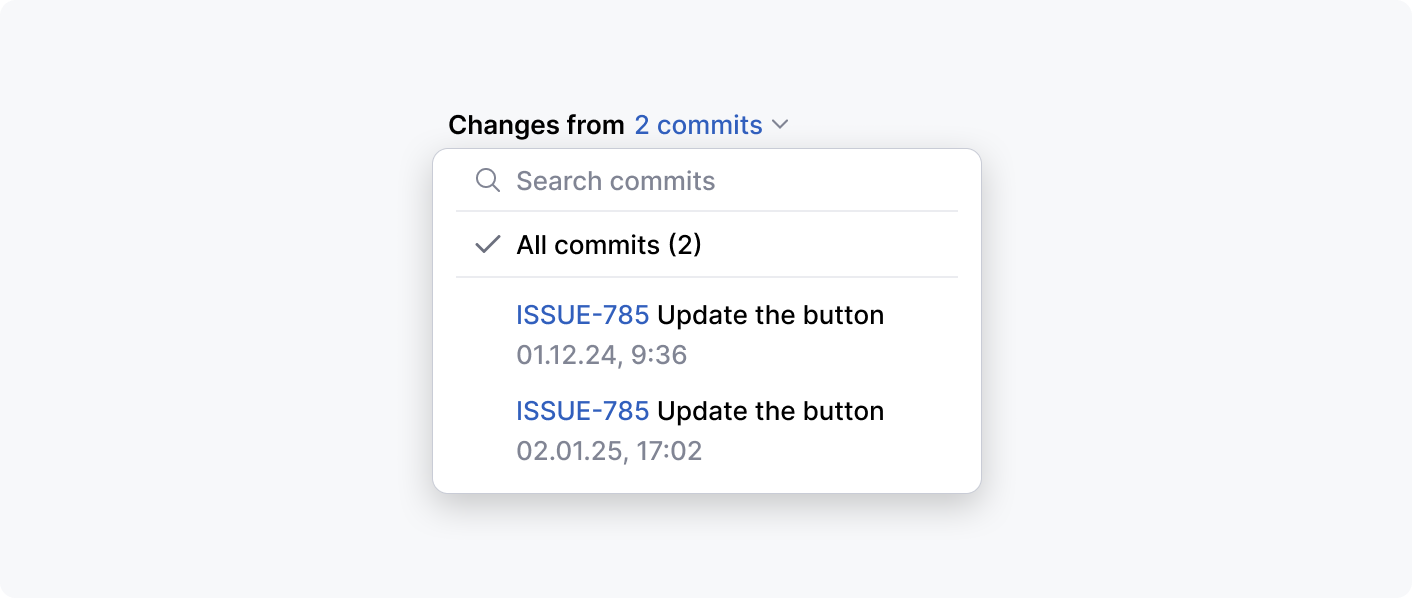 Changes from 2 commits
Search commits
All commits (2)
ISSUE-785 Update the button
01.12.24, 9:36
ISSUE-785 Update the button
02.01.25, 17:02